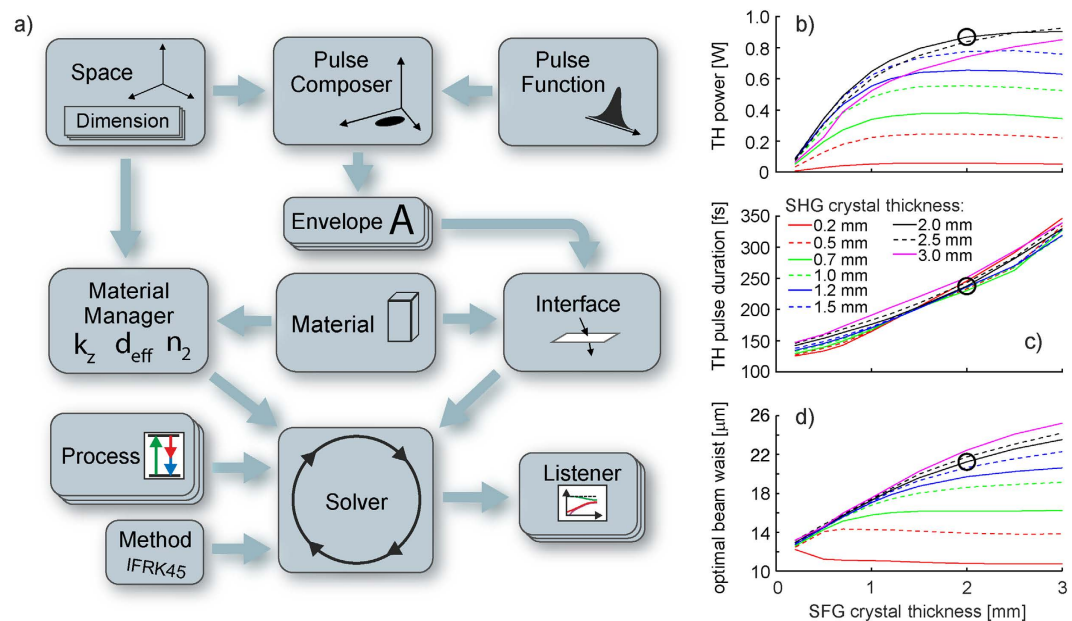 a)
Space
Dimension
Pulse
Composer
Pulse
Function
Envelope A
Material
Manager
k_z d_eff n_2
Material
Interface
Process
Solver
Listener
Method
IFRK45
b)
TH power [W]
1.0
0.8
0.6
0.4
0.2
0
c)
TH pulse duration [fs]
350
300
250
200
150
100
SHG crystal thickness:
0.2 mm
0.5 mm
0.7 mm
1.0 mm
1.2 mm
1.5 mm
2.0 mm
2.5 mm
3.0 mm
d)
optimal beam waist [μm]
26
22
18
14
10
0 1 2 3
SFG crystal thickness [mm]